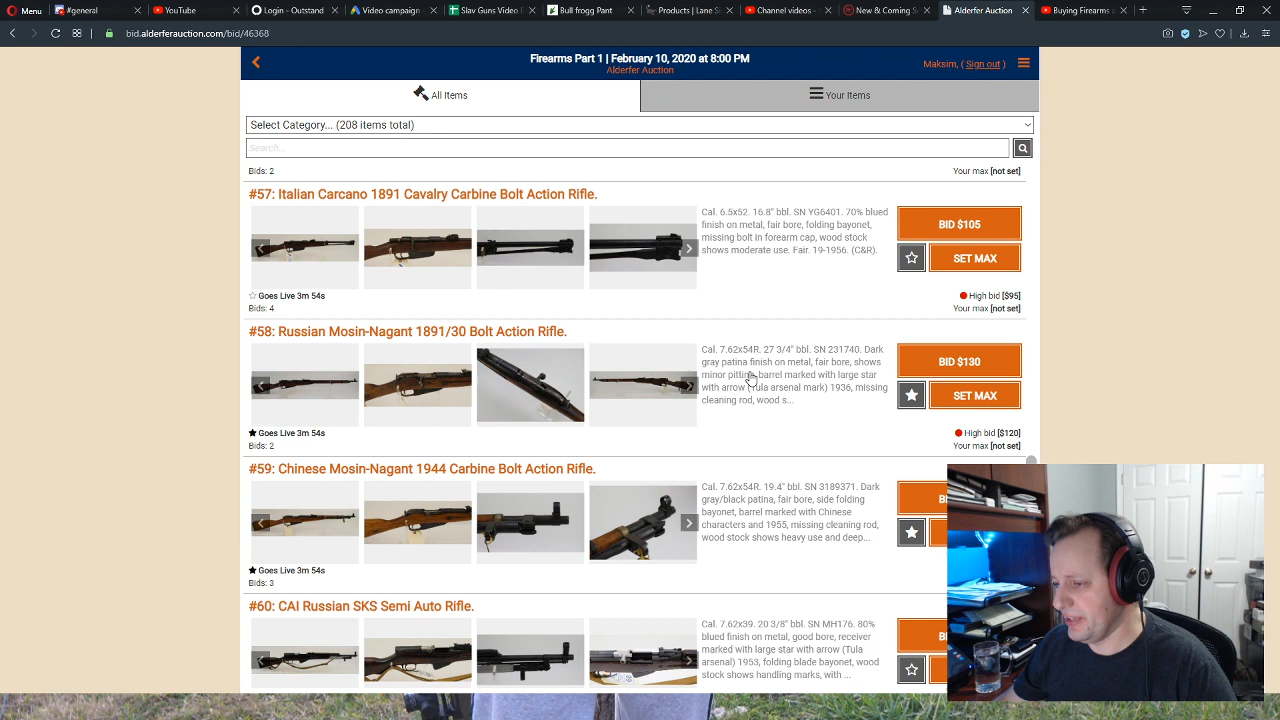 #general
YouTube
Login - Outstand
Video campaign
Slav Guns Video I
Bull frogg Pant
Products | Lane S
Channel videos -
New & Coming S
Alderfer Auction
Buying Firearms
bid.alderferauction.com/bid/46368
Firearms Part 1 | February 10, 2020 at 8:00 PM
Alderfer Auction
Maksim, ( Sign out )
All Items
Your Items
Select Category... (208 items total)
Search...
Bids: 2
Your max [not set]
#57: Italian Carcano 1891 Cavalry Carbine Bolt Action Rifle.
Cal. 6.5x52. 16.8" bbl. SN YG6401. 70% blued
finish on metal, fair bore, folding bayonet,
missing bolt in forearm cap, wood stock
shows moderate use. Fair. 19-1956. (C&R).
BID $105
SET MAX
Goes Live 3m 54s
High bid [$95]
Bids: 4
Your max [not set]
#58: Russian Mosin-Nagant 1891/30 Bolt Action Rifle.
Cal. 7.62x54R. 27 3/4" bbl. SN 231740. Dark
gray patina finish on metal, fair bore, shows
minor pitting, barrel marked with large star
with arrow (Tula arsenal mark) 1936, missing
cleaning rod, wood s...
BID $130
SET MAX
Goes Live 3m 54s
High bid [$120]
Bids: 2
Your max [not set]
#59: Chinese Mosin-Nagant 1944 Carbine Bolt Action Rifle.
Cal. 7.62x54R. 19.4" bbl. SN 3189371. Dark
gray/black patina, fair bore, side folding
bayonet, barrel marked with Chinese
characters and 1955, missing cleaning rod,
wood stock shows heavy use and deep...
Goes Live 3m 54s
Bids: 3
#60: CAI Russian SKS Semi Auto Rifle.
Cal. 7.62x39. 20 3/8" bbl. SN MH176. 80%
blued finish on metal, good bore, receiver
marked with large star with arrow (Tula
arsenal) 1953, folding blade bayonet, wood
stock shows handling marks, with ...